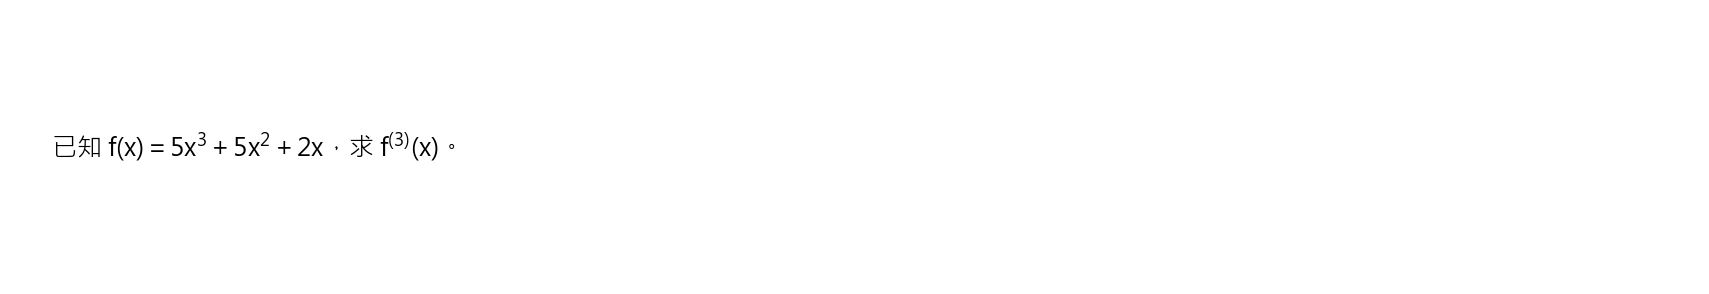 已知 f(x) = 5x³ + 5x² + 2x，求 f⁽³⁾(x)。